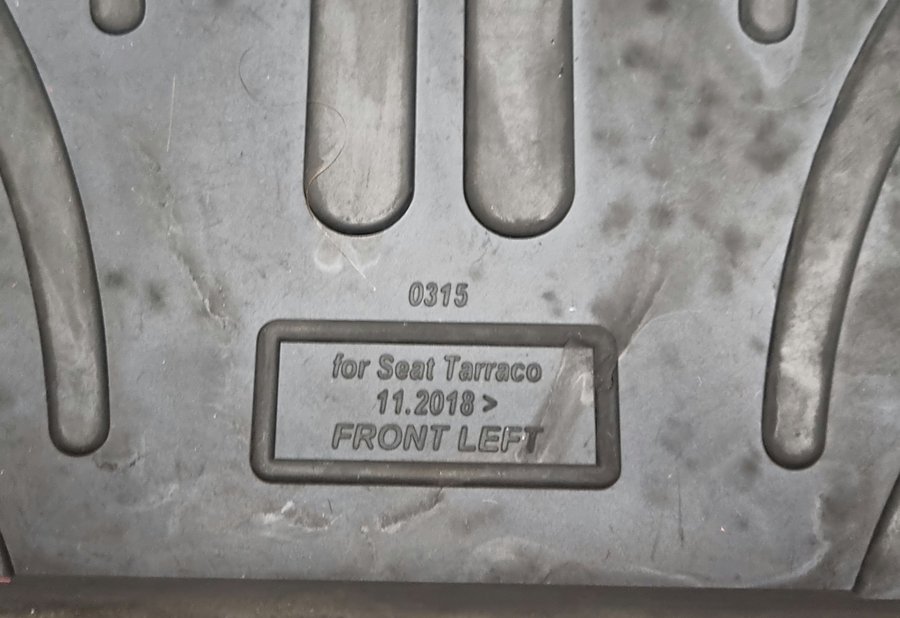 0315
for Seat Tarraco
11.2018 >
FRONT LEFT